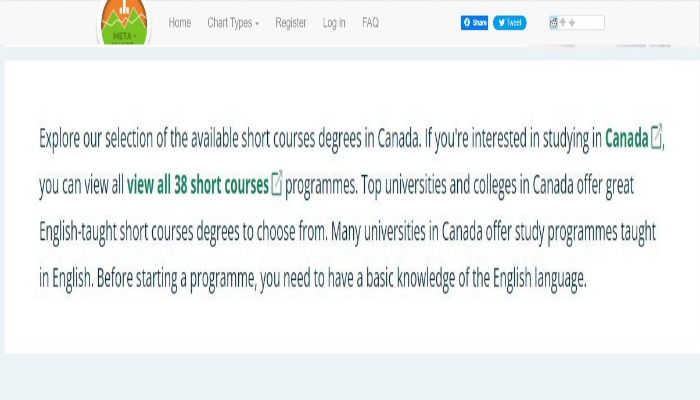 META -
Home Chart Types Register Log in FAQ Share Tweet
Explore our selection of the available short courses degrees in Canada. If you're interested in studying in Canada,
you can view all view all 38 short courses programmes. Top universities and colleges in Canada offer great
English-taught short courses degrees to choose from. Many universities in Canada offer study programmes taught
in English. Before starting a programme, you need to have a basic knowledge of the English language.